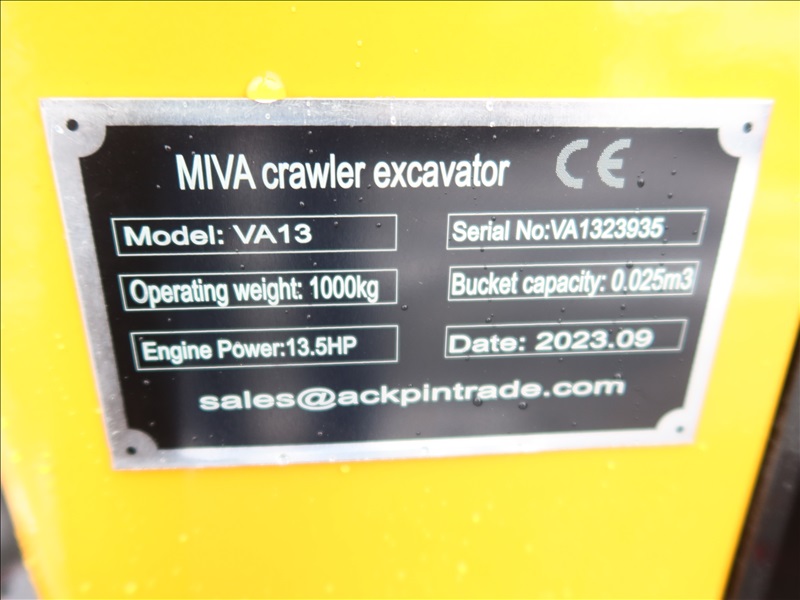 MIVA crawler excavator CE
Model: VA13
Serial No:VA1323935
Operating weight: 1000kg
Bucket capacity: 0.025m3
Engine Power:13.5HP
Date: 2023.09
sales@ackpintrade.com